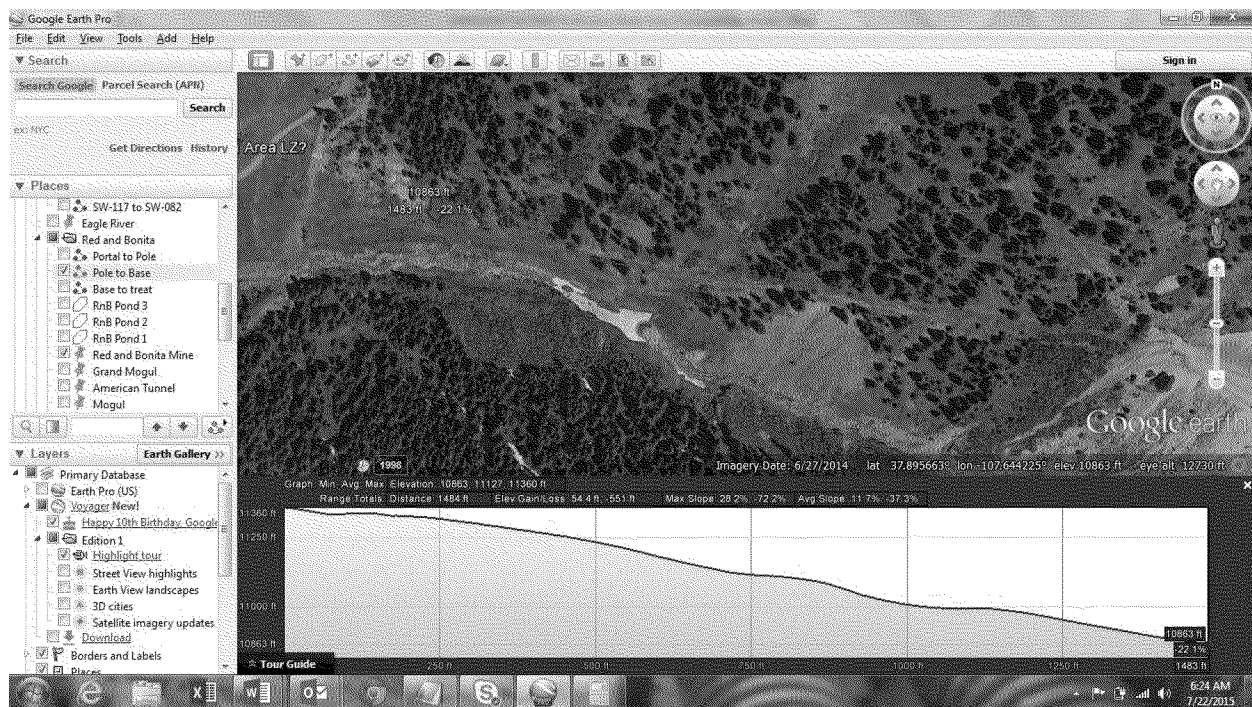 Google Earth Pro
File Edit View Tools Add Help
▼ Search
Sign in
Search Google Parcel Search (APN)
Search
ex: NYC
Get Directions History
Area LZ?
N
10863 ft
1483 ft -22.1%
▼ Places
SW-117 to SW-082
Eagle River
Red and Bonita
Portal to Pole
Pole to Base
Base to treat
RnB Pond 3
RnB Pond 2
RnB Pond 1
Red and Bonita Mine
Grand Mogul
American Tunnel
Mogul
Google earth
▼ Layers
Earth Gallery >>
Primary Database
Earth Pro (US)
Voyager New!
Happy 10th Birthday, Google
Edition 1
Highlight tour
Street View highlights
Earth View landscapes
3D cities
Satellite imagery updates
Download
Borders and Labels
Places
1998
Imagery Date: 6/27/2014 lat 37.895663° lon -107.644225° elev 10863 ft eye alt 12730 ft
Graph: Min, Avg, Max Elevation: 10863, 11127, 11360 ft
Range Totals: Distance: 1484 ft Elev Gain/Loss: 54.4 ft, -551 ft Max Slope: 28.2%, -72.2% Avg Slope: 11.7%, -37.3%
11360 ft
11250 ft
11000 ft
10863 ft
10863 ft
-22.1%
Tour Guide
250 ft 500 ft 750 ft 1000 ft 1250 ft 1483 ft
6:24 AM
7/22/2015